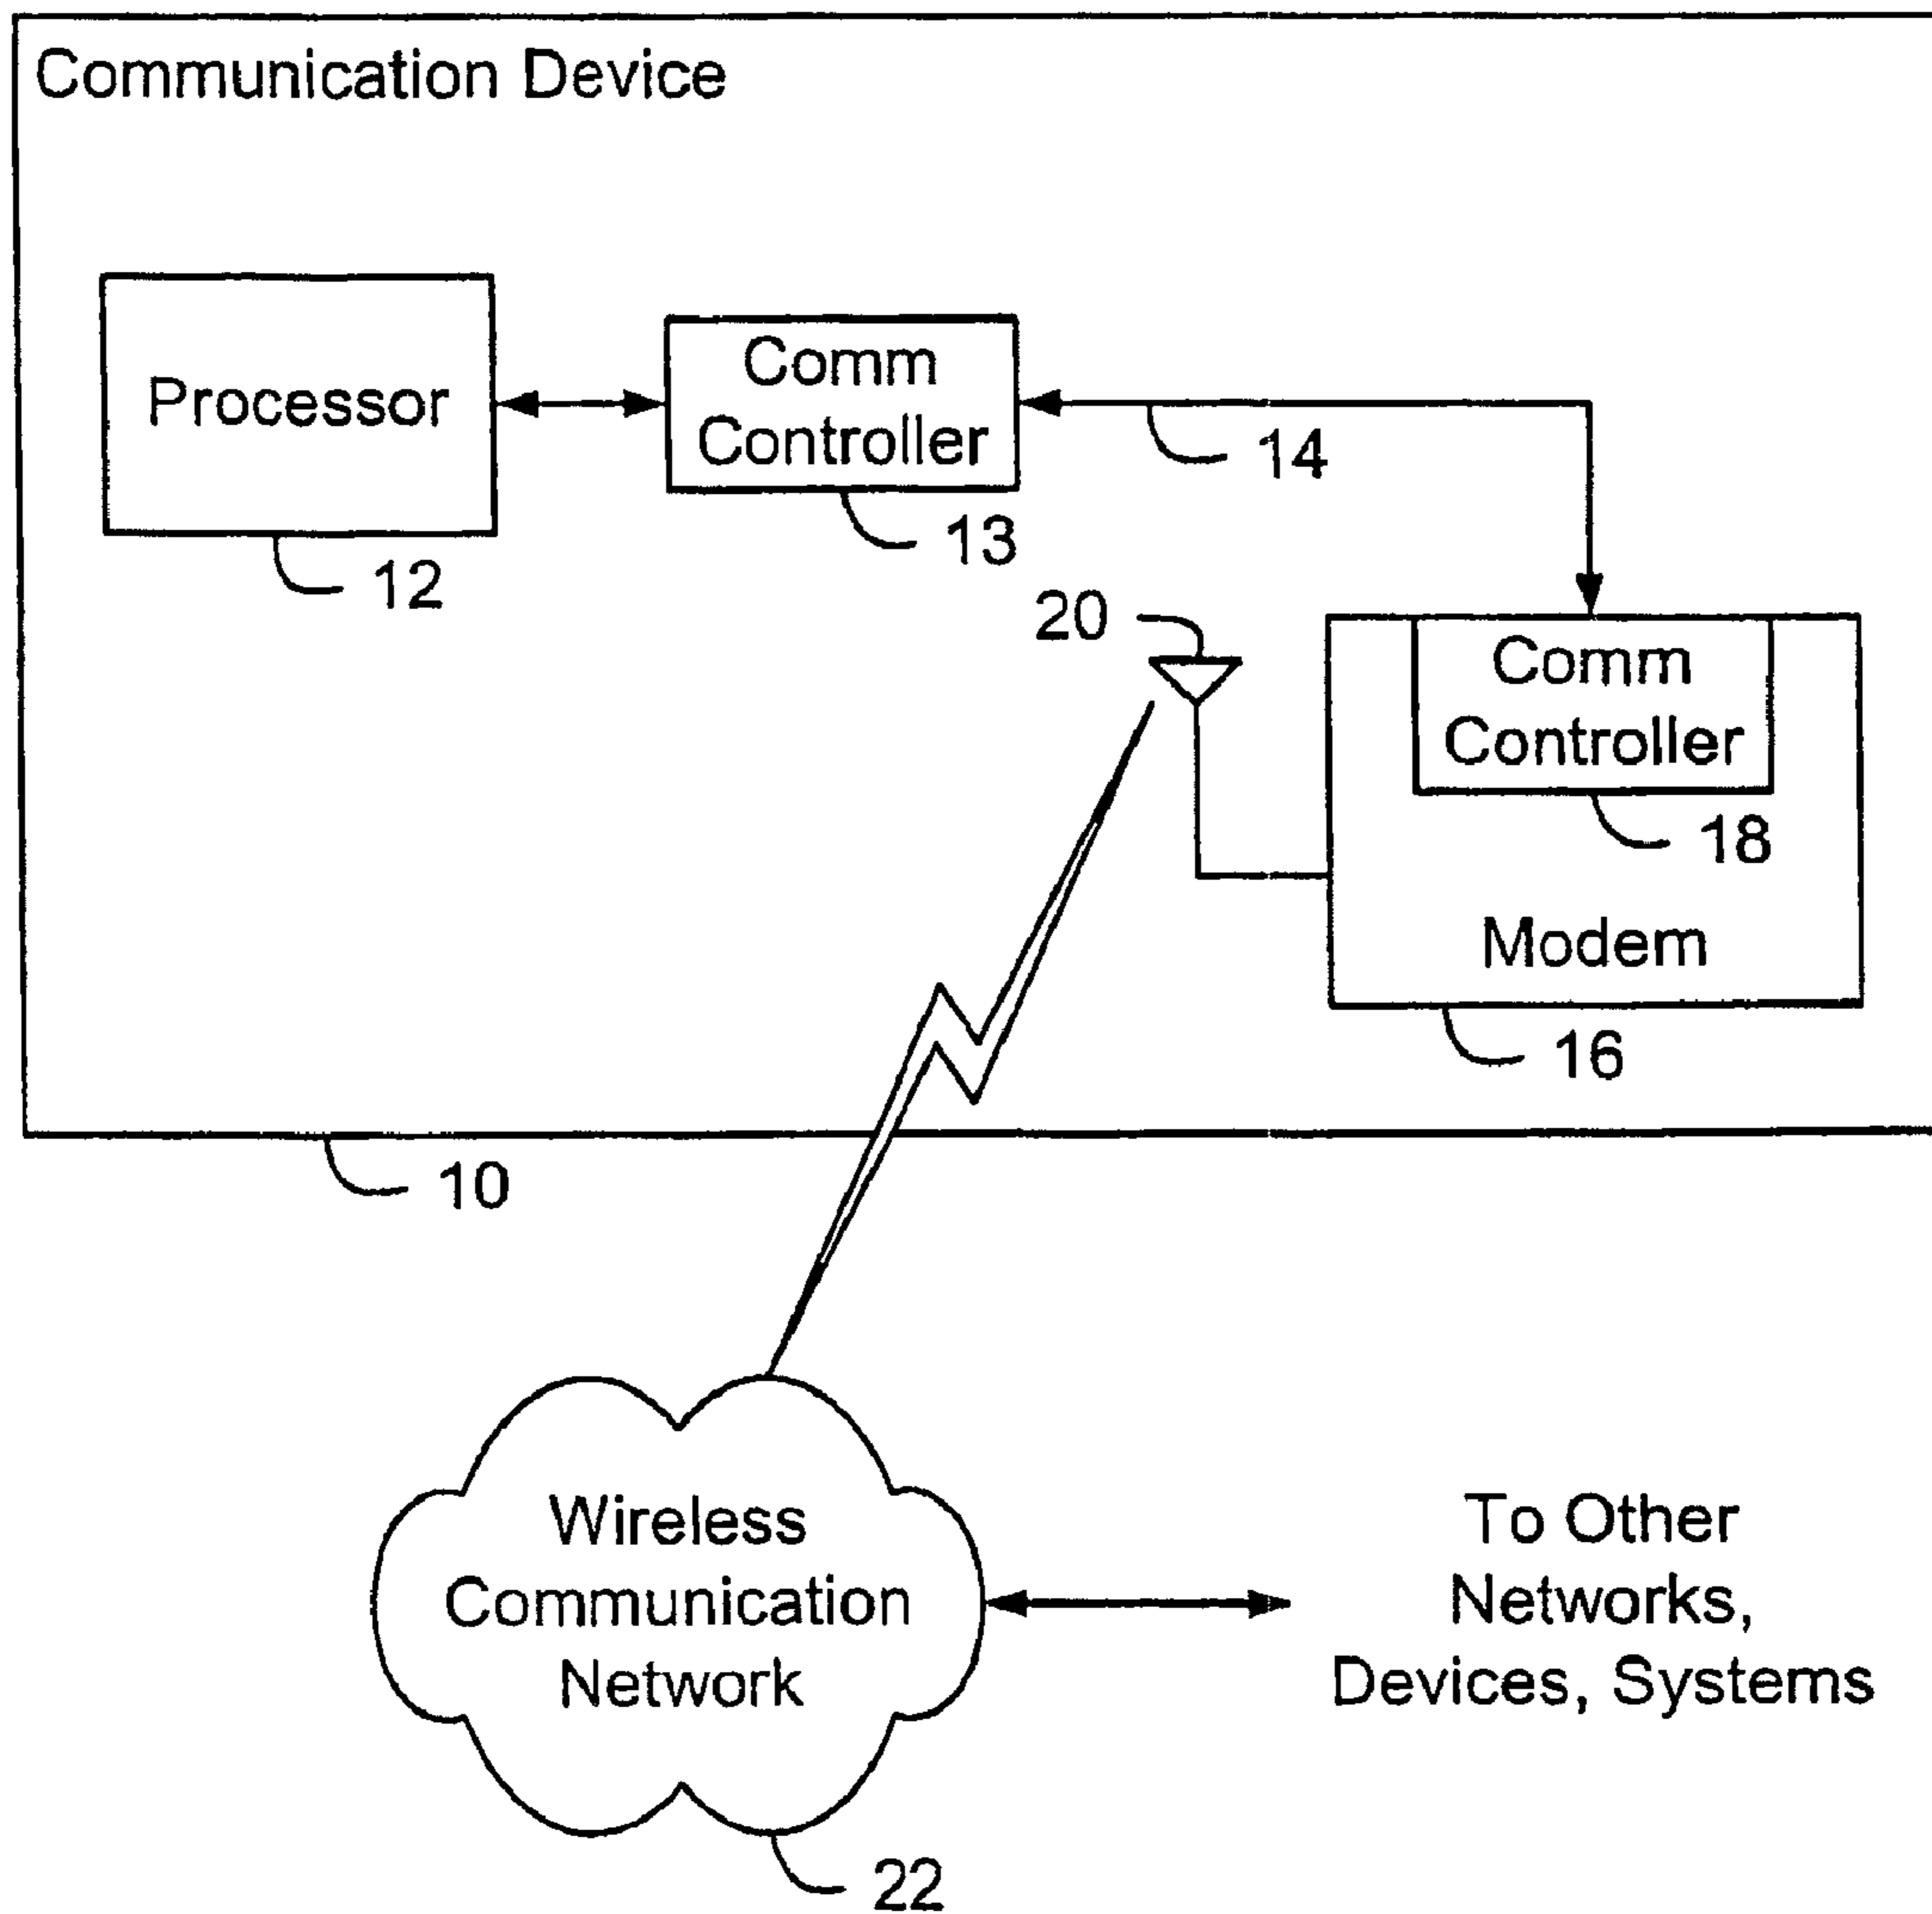 Communication Device
Processor
Comm
Controller
14
13
12
20
Comm
Controller
18
Modem
16
10
Wireless
Communication
Network
To Other
Networks,
Devices, Systems
22